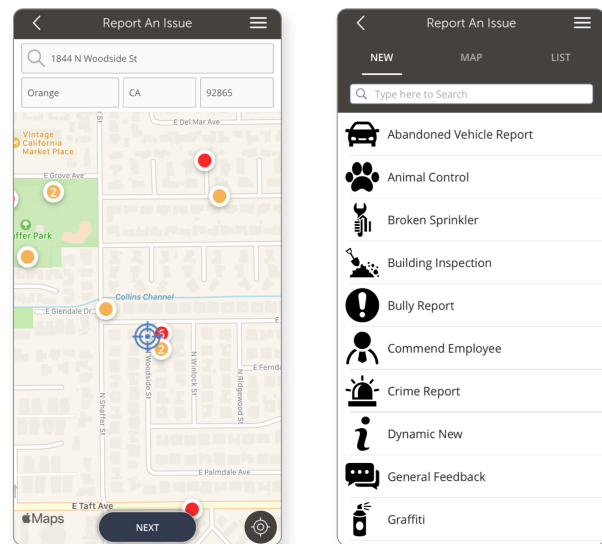 Report An Issue
1844 N Woodside St
Orange
CA
92865
St
E Del Mar Ave
Vintage
California
Market Place
E Grove Ave
2
ffer Park
Collins Channel
E Glendale Dr
E
6
2
N Woodside St
N Winlock St
E Fernda
N Ridgewood St
N Shaffer St
E Palmdale Ave
E Taft Ave
Maps
NEXT
Report An Issue
NEW
MAP
LIST
Type here to Search
Abandoned Vehicle Report
Animal Control
Broken Sprinkler
Building Inspection
Bully Report
Commend Employee
Crime Report
Dynamic New
General Feedback
Graffiti